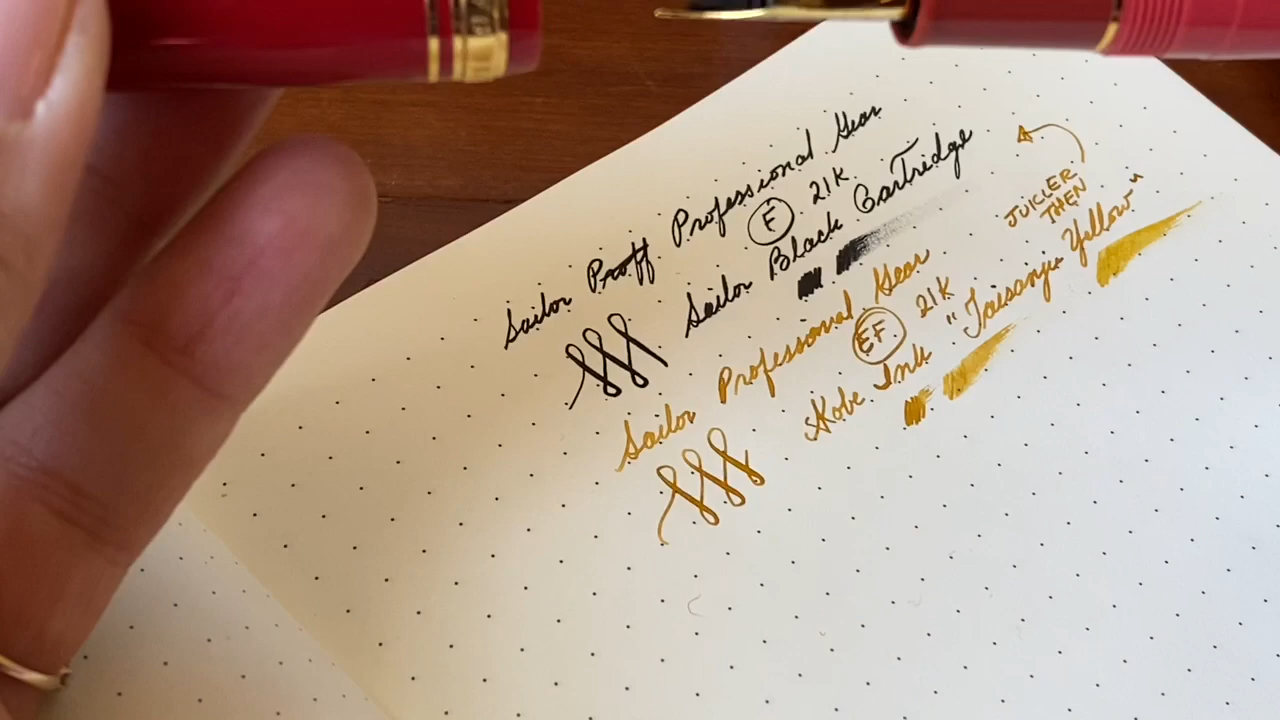 Sailor Proff Professional Gear
F 21K
Sailor Black Cartridge
Sailor Professional Gear
EF 21K
Kobe Ink "Taisanji Yellow"
JUICIER
THEN